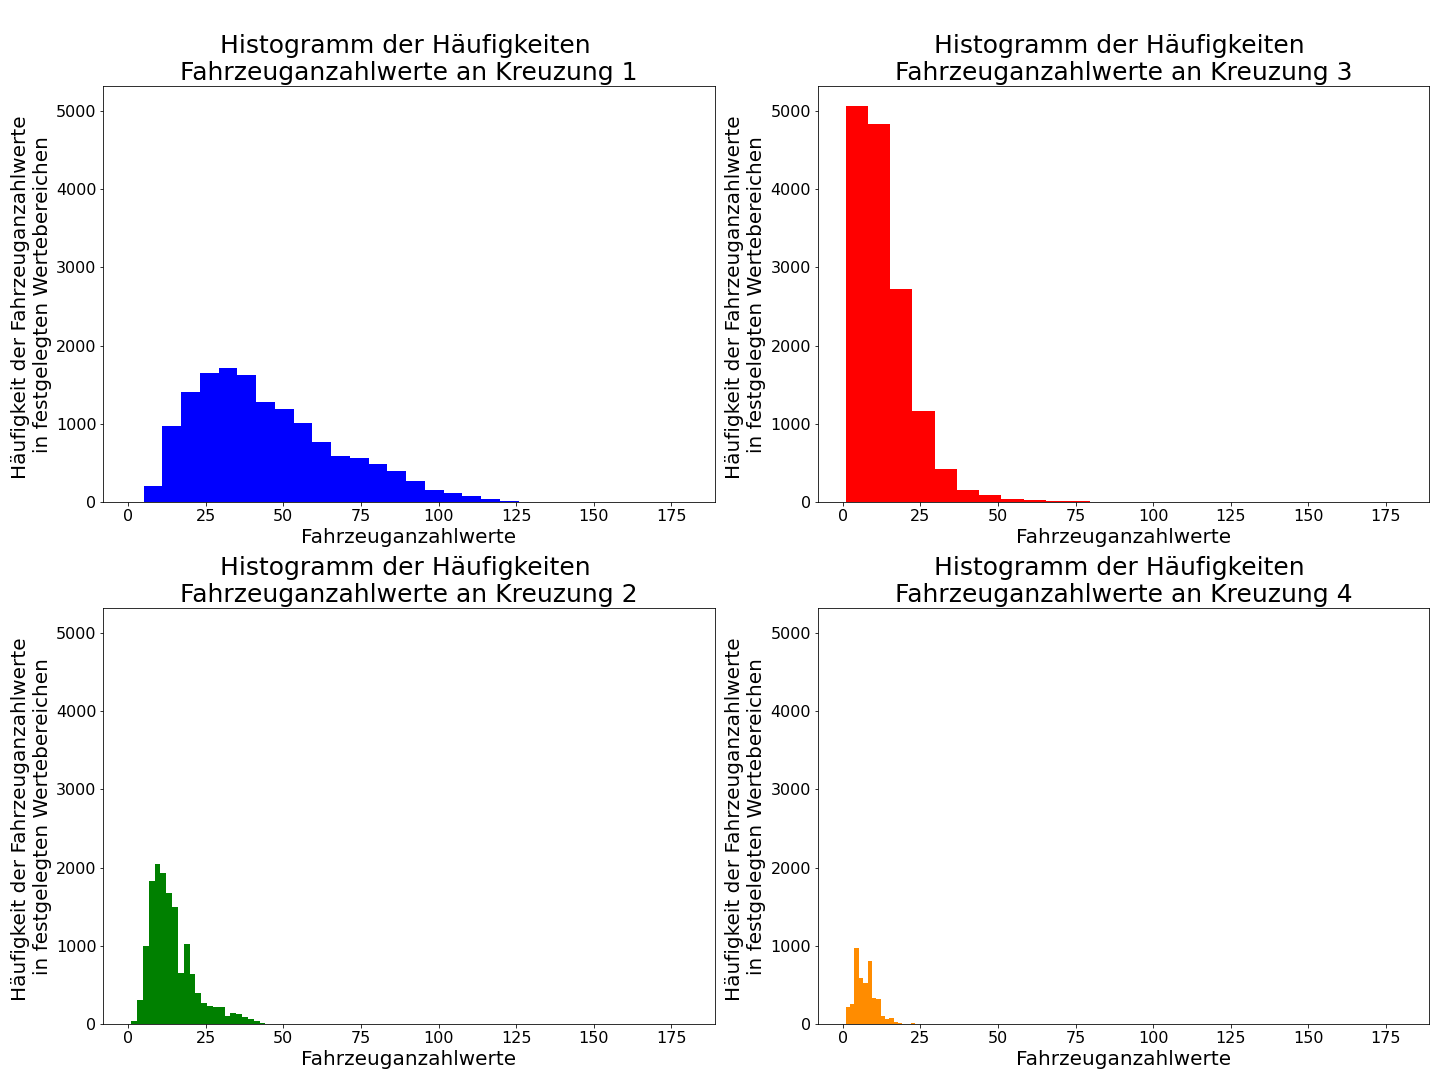 Histogramm der Häufigkeiten
Fahrzeuganzahlwerte an Kreuzung 1
Häufigkeit der Fahrzeuganzahlwerte
in festgelegten Wertebereichen
5000
4000
3000
2000
1000
0
0 25 50 75 100 125 150 175
Fahrzeuganzahlwerte
Histogramm der Häufigkeiten
Fahrzeuganzahlwerte an Kreuzung 3
Häufigkeit der Fahrzeuganzahlwerte
in festgelegten Wertebereichen
5000
4000
3000
2000
1000
0
0 25 50 75 100 125 150 175
Fahrzeuganzahlwerte
Histogramm der Häufigkeiten
Fahrzeuganzahlwerte an Kreuzung 2
Häufigkeit der Fahrzeuganzahlwerte
in festgelegten Wertebereichen
5000
4000
3000
2000
1000
0
0 25 50 75 100 125 150 175
Fahrzeuganzahlwerte
Histogramm der Häufigkeiten
Fahrzeuganzahlwerte an Kreuzung 4
Häufigkeit der Fahrzeuganzahlwerte
in festgelegten Wertebereichen
5000
4000
3000
2000
1000
0
0 25 50 75 100 125 150 175
Fahrzeuganzahlwerte